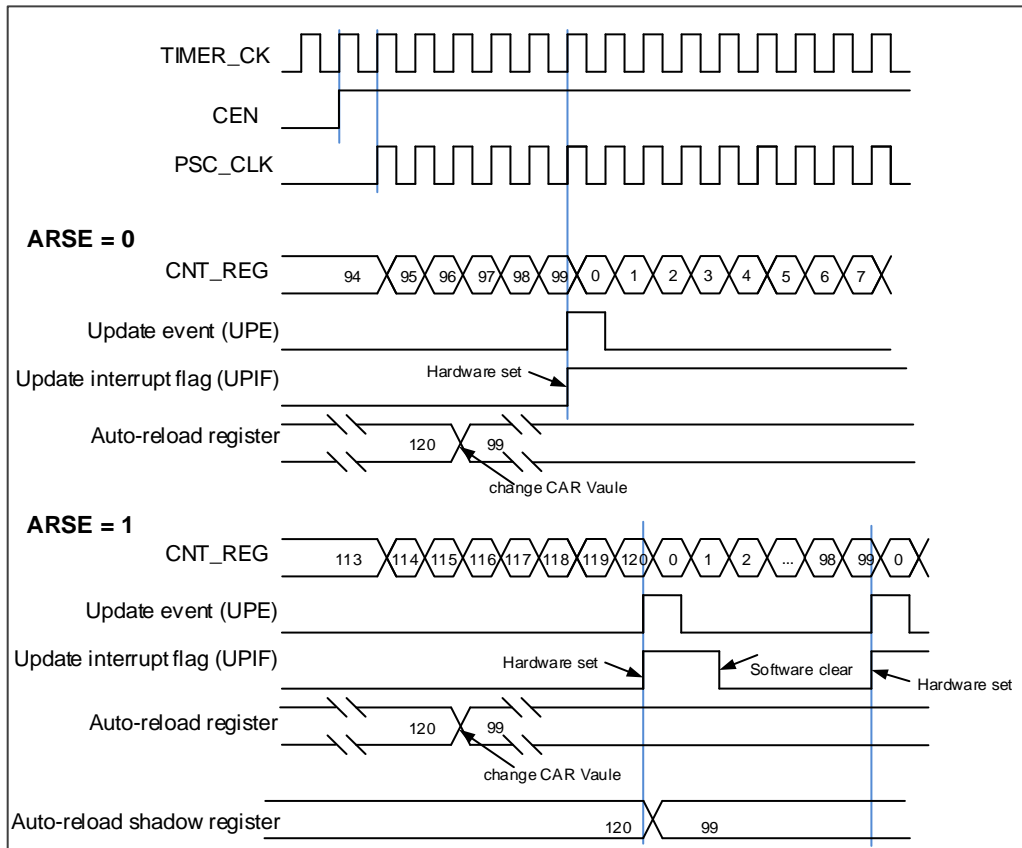 TIMER_CK
CEN
PSC_CLK
ARSE = 0
CNT_REG 94 95 96 97 98 99 0 1 2 3 4 5 6 7
Update event (UPE)
Update interrupt flag (UPIF) Hardware set
Auto-reload register 120 99
change CAR Vaule
ARSE = 1
CNT_REG 113 114 115 116 117 118 119 120 0 1 2 ... 98 99 0
Update event (UPE)
Update interrupt flag (UPIF) Hardware set Software clear Hardware set
Auto-reload register 120 99
change CAR Vaule
Auto-reload shadow register 120 99